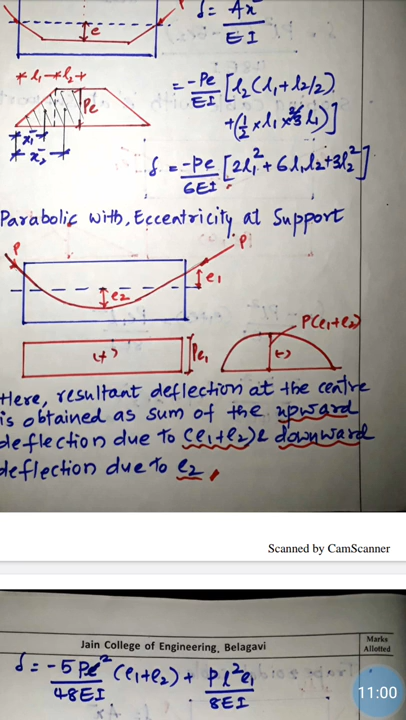 e
δ = Ax̄ / EI
* l₁ * l₂ +
Pe
= -Pe/EI [l₂(l₁+l₂/2)
+(1/2 × l₁ × 2/3 l₁)]
* x̄₁ *
* x̄₂ *
δ = -Pe/6EI [2l₁²+6l₁l₂+3l₂²]
Parabolic with, Eccentricity at Support
P
P
e₁
e₂
P(e₁+e₂)
(+)
Pe₁
(-)
Here, resultant deflection at the centre
is obtained as sum of the upward
deflection due to (e₁+e₂) & downward
deflection due to e₂.
Scanned by CamScanner
Jain College of Engineering, Belagavi
Marks Allotted
δ = -5Pl²/48EI (e₁+e₂) + Pl²e₁/8EI
11:00